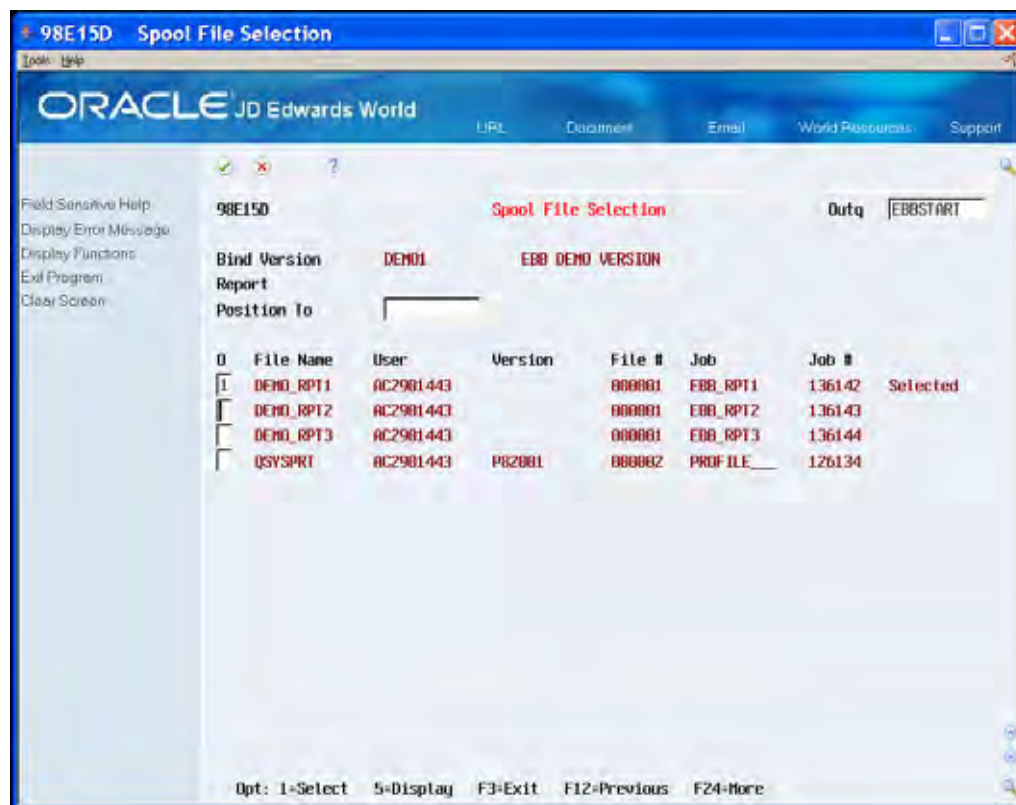 98E15D Spool File Selection
Tools Help
ORACLE JD Edwards World
URL Document Email World Resources Support
?
Field Sensitive Help
Display Error Message
Display Functions
Exit Program
Clear Screen
98E15D Spool File Selection Outq EBBSTART
Bind Version DEMO1 EBB DEMO VERSION
Report
Position To
O File Name User Version File # Job Job #
1 DEMO_RPT1 AC2901443 000001 EBB_RPT1 136142 Selected
DEMO_RPT2 AC2901443 000001 EBB_RPT2 136143
DEMO_RPT3 AC2901443 000001 EBB_RPT3 136144
QSYSPRT AC2901443 P82001 000002 PROFILE___ 126134
Opt: 1=Select 5=Display F3=Exit F12=Previous F24=More